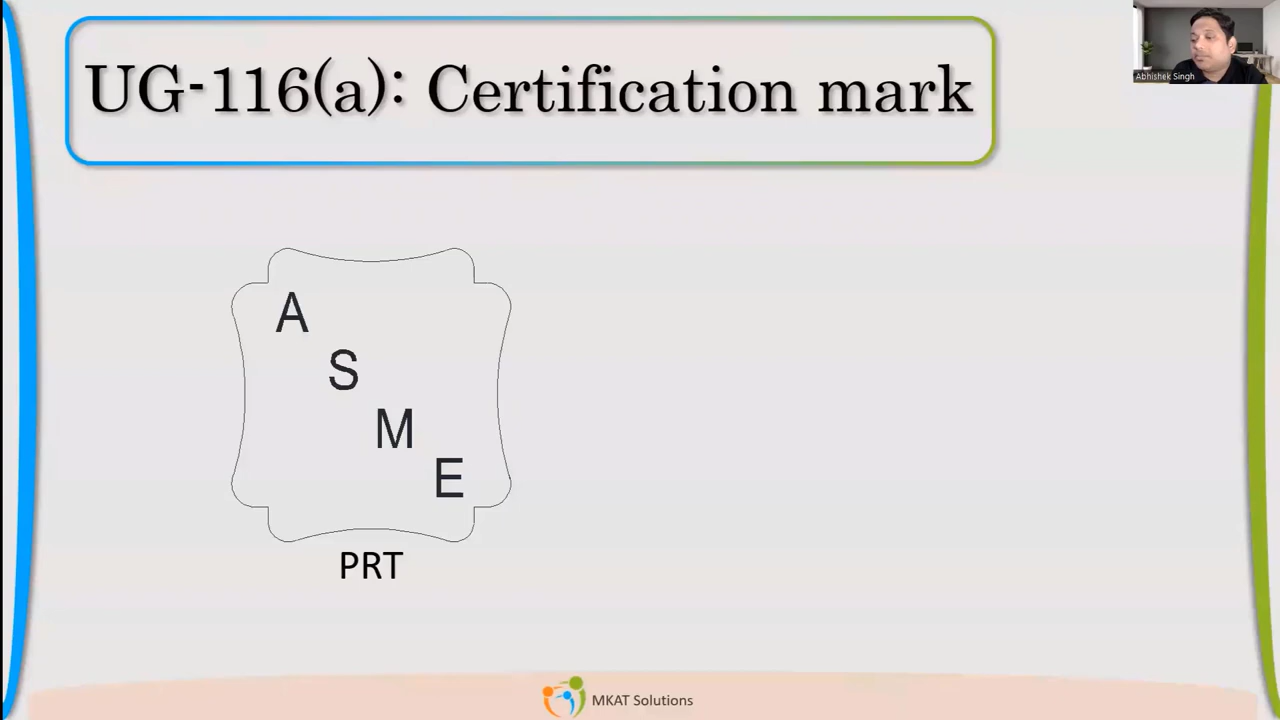 UG-116(a): Certification mark
Abhishek Singh
A
S
M
E
PRT
MKAT Solutions